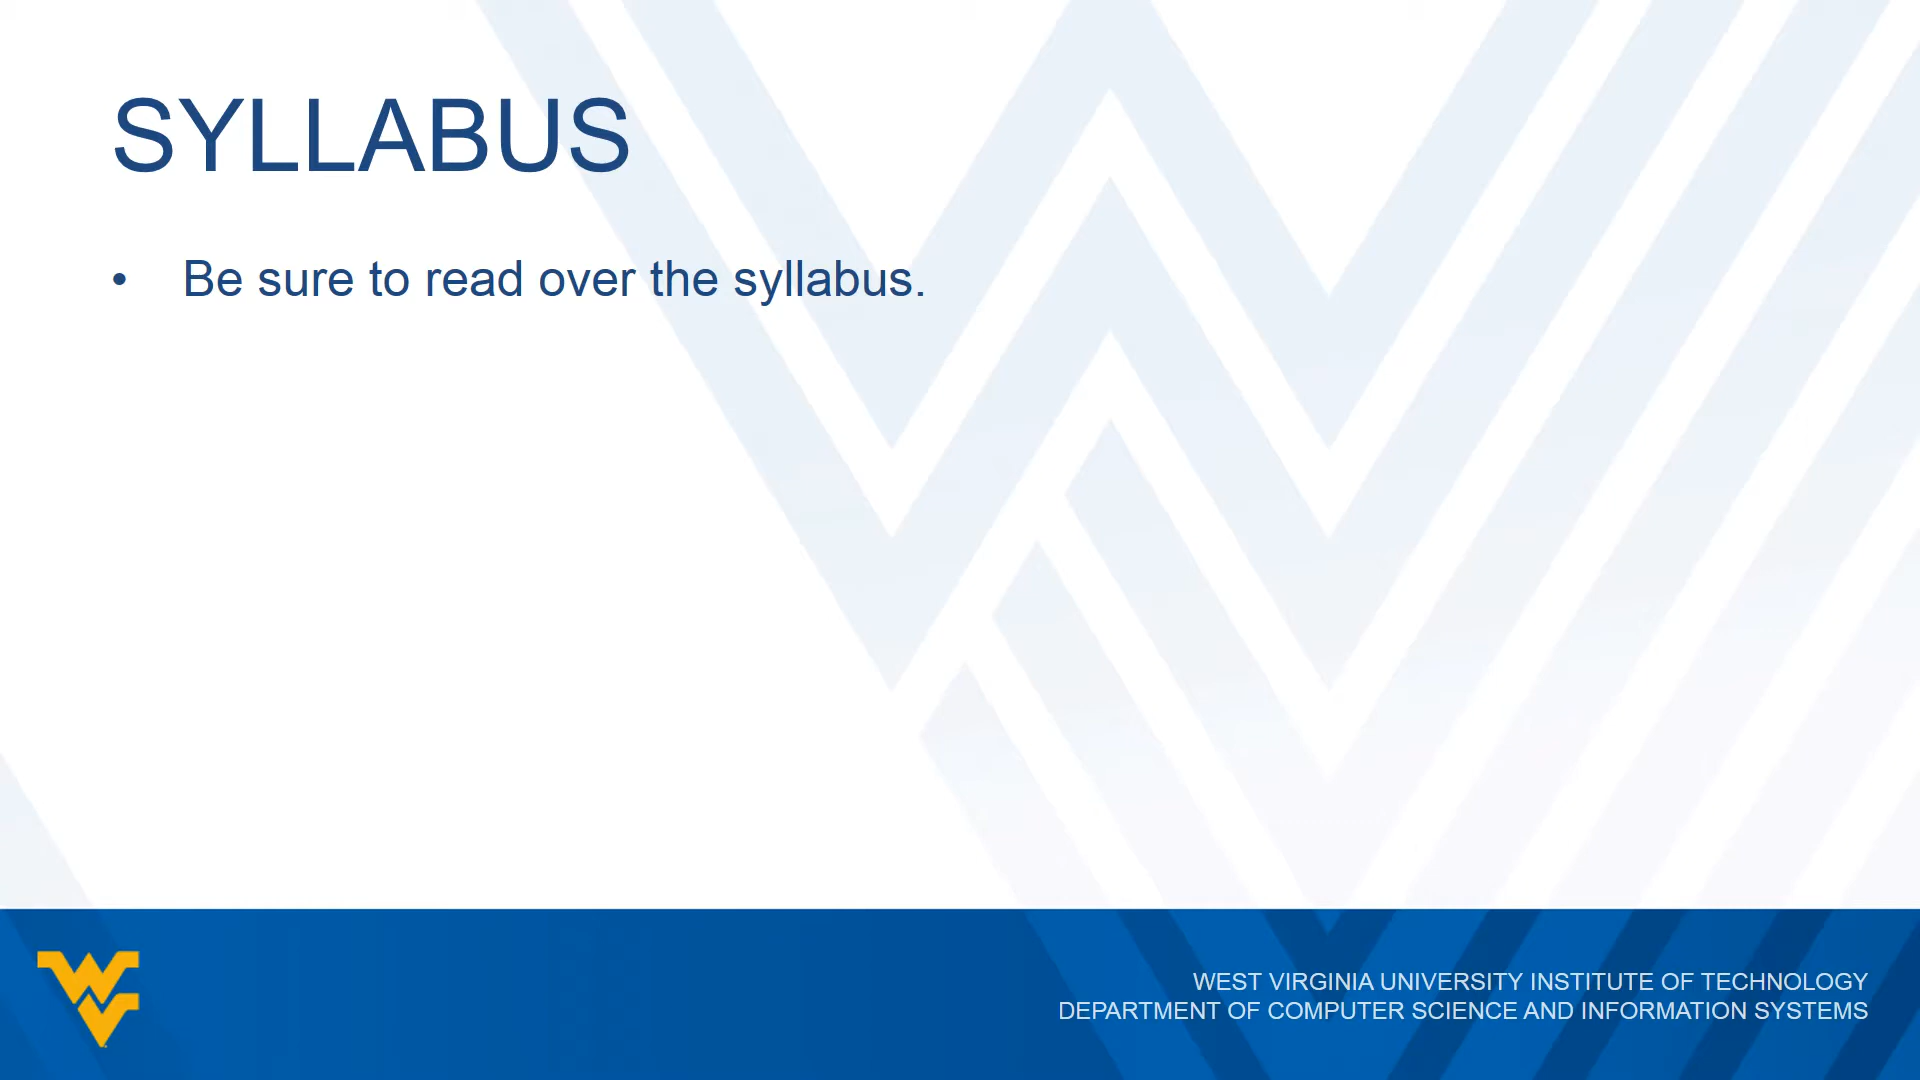 SYLLABUS
• Be sure to read over the syllabus.
WEST VIRGINIA UNIVERSITY INSTITUTE OF TECHNOLOGY
DEPARTMENT OF COMPUTER SCIENCE AND INFORMATION SYSTEMS